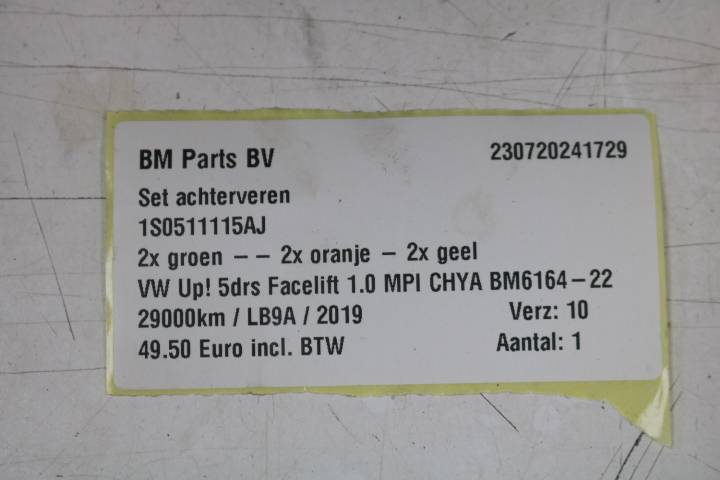 BM Parts BV 230720241729
Set achterveren
1S0511115AJ
2x groen – – 2x oranje – 2x geel
VW Up! 5drs Facelift 1.0 MPI CHYA BM6164–22
29000km / LB9A / 2019 Verz: 10
49.50 Euro incl. BTW Aantal: 1